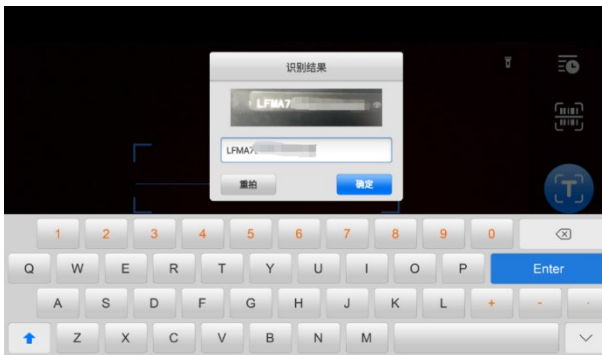 识别结果
LFMA7
LFMA7
重拍
确定
1 2 3 4 5 6 7 8 9 0
Q W E R T Y U I O P Enter
A S D F G H J K L + - .
Z X C V B N M